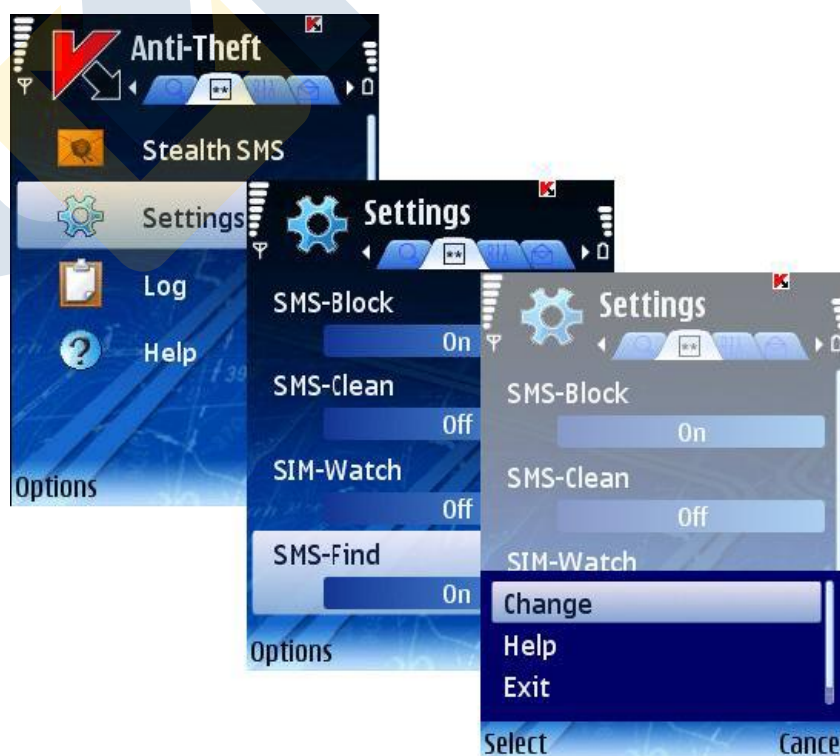 Anti-Theft
Stealth SMS
Settings
Log
Help
Options
Settings
SMS-Block
On
SMS-Clean
Off
SIM-Watch
Off
SMS-Find
On
Options
Settings
SMS-Block
On
SMS-Clean
Off
SIM-Watch
Change
Help
Exit
Select
Cance